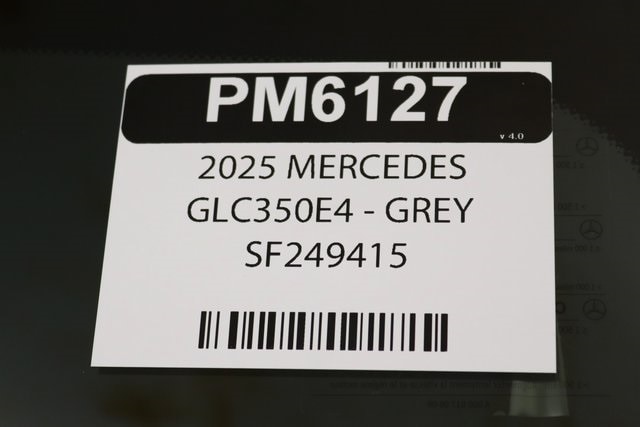 PM6127
v 4.0
2025 MERCEDES
GLC350E4 - GREY
SF249415